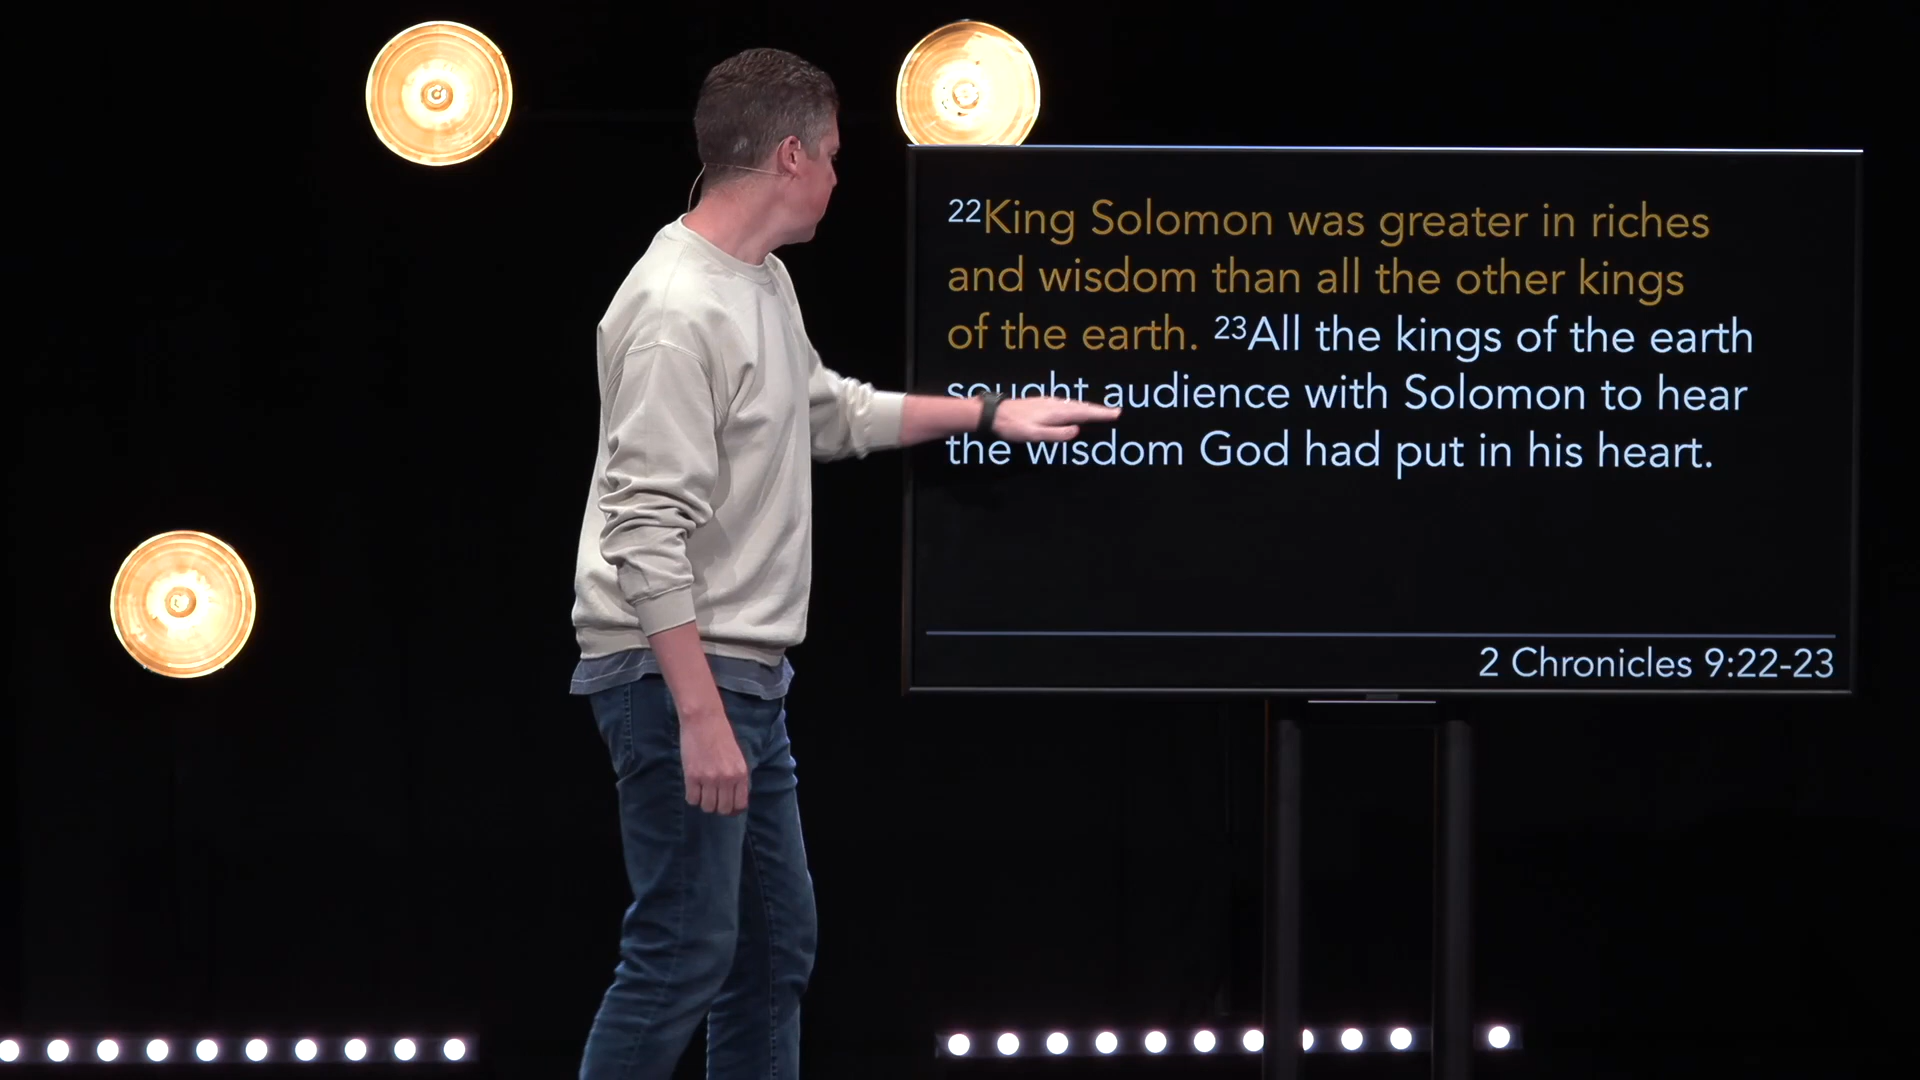 22King Solomon was greater in riches
and wisdom than all the other kings
of the earth. 23All the kings of the earth
sought audience with Solomon to hear
the wisdom God had put in his heart.
2 Chronicles 9:22-23